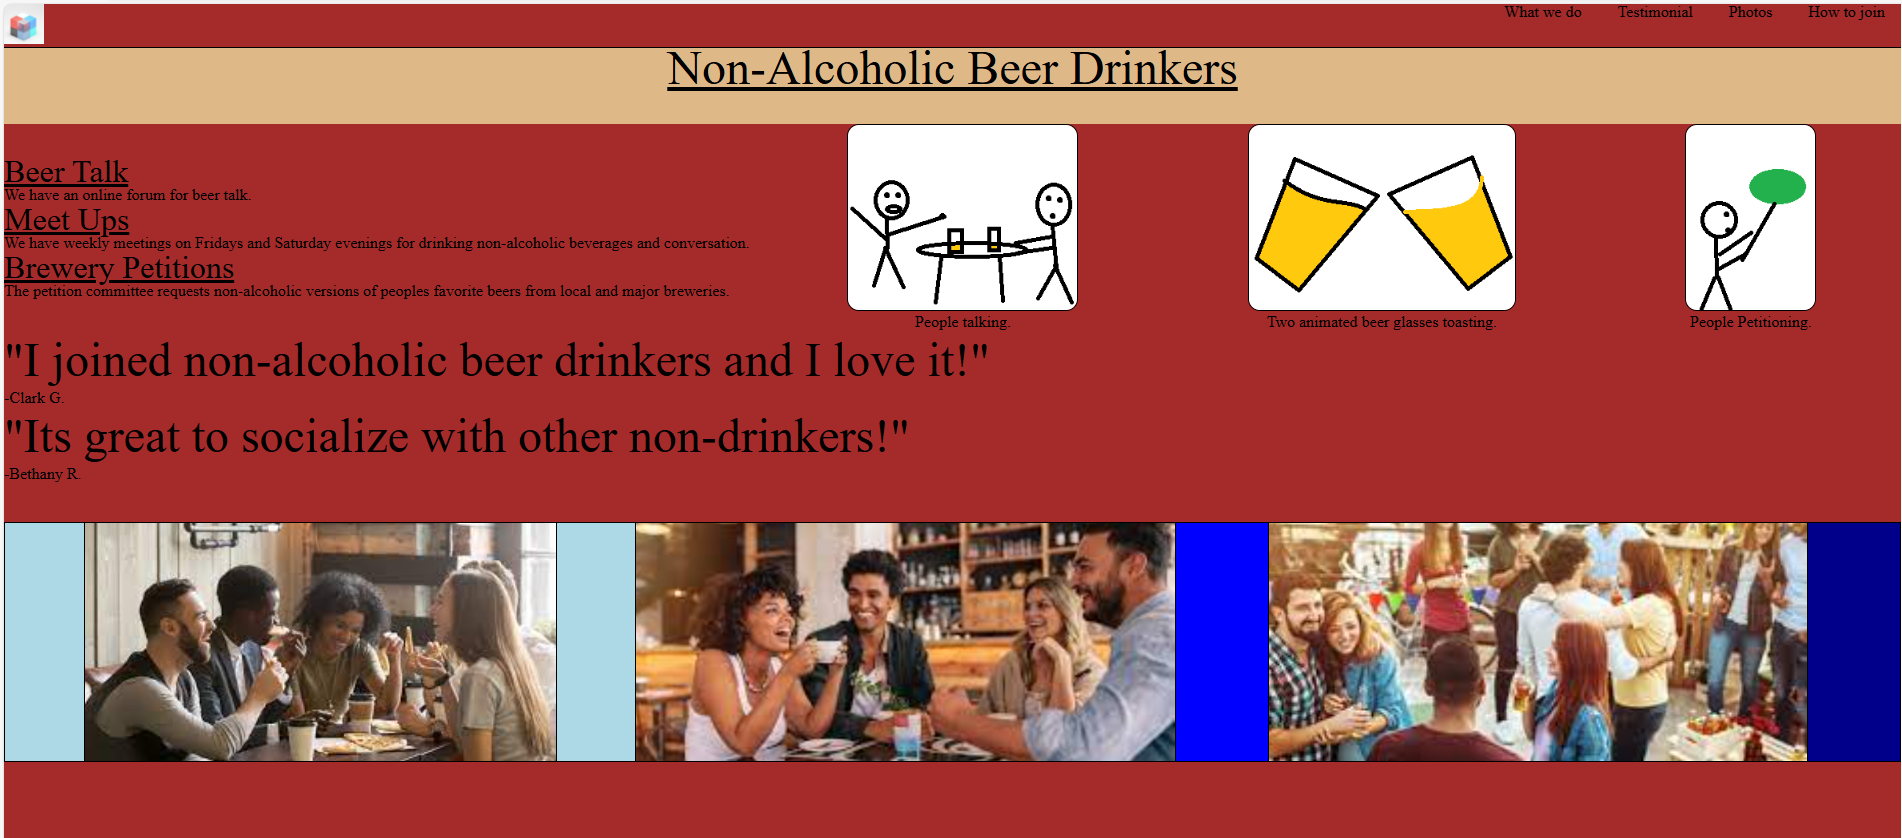 What we do
Testimonial
Photos
How to join
Non-Alcoholic Beer Drinkers
Beer Talk
We have an online forum for beer talk.
Meet Ups
We have weekly meetings on Fridays and Saturday evenings for drinking non-alcoholic beverages and conversation.
Brewery Petitions
The petition committee requests non-alcoholic versions of peoples favorite beers from local and major breweries.
People talking.
Two animated beer glasses toasting.
People Petitioning.
"I joined non-alcoholic beer drinkers and I love it!"
-Clark G.
"Its great to socialize with other non-drinkers!"
-Bethany R.